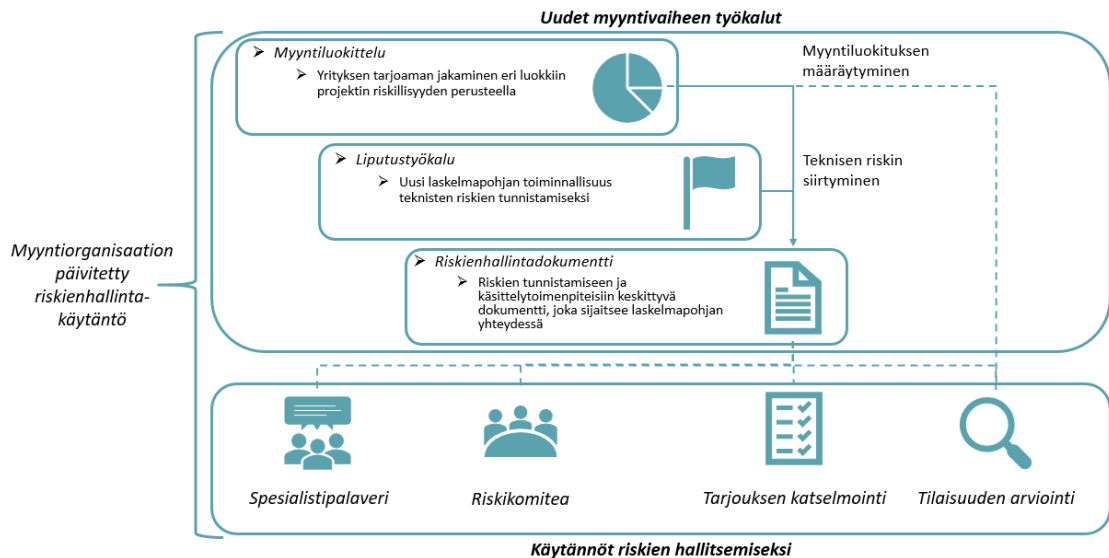 Uudet myyntivaiheen työkalut
➢ Myyntiluokittelu
➢ Yrityksen tarjoaman jakaminen eri luokkiin
projektin riskillisyyden perusteella
Myyntiluokituksen
määräytyminen
➢ Liputustyökalu
➢ Uusi laskelmapohjan toiminnallisuus
teknisten riskien tunnistamiseksi
Teknisen riskin
siirtyminen
Myyntiorganisaation
päivitetty
riskienhallinta-
käytäntö
➢ Riskienhallintadokumentti
➢ Riskien tunnistamiseen ja
käsittelytoimenpiteisiin keskittyvä
dokumentti, joka sijaitsee laskelmapohjan
yhteydessä
Spesialistipalaveri
Riskikomitea
Tarjouksen katselmointi
Tilaisuuden arviointi
Käytännöt riskien hallitsemiseksi